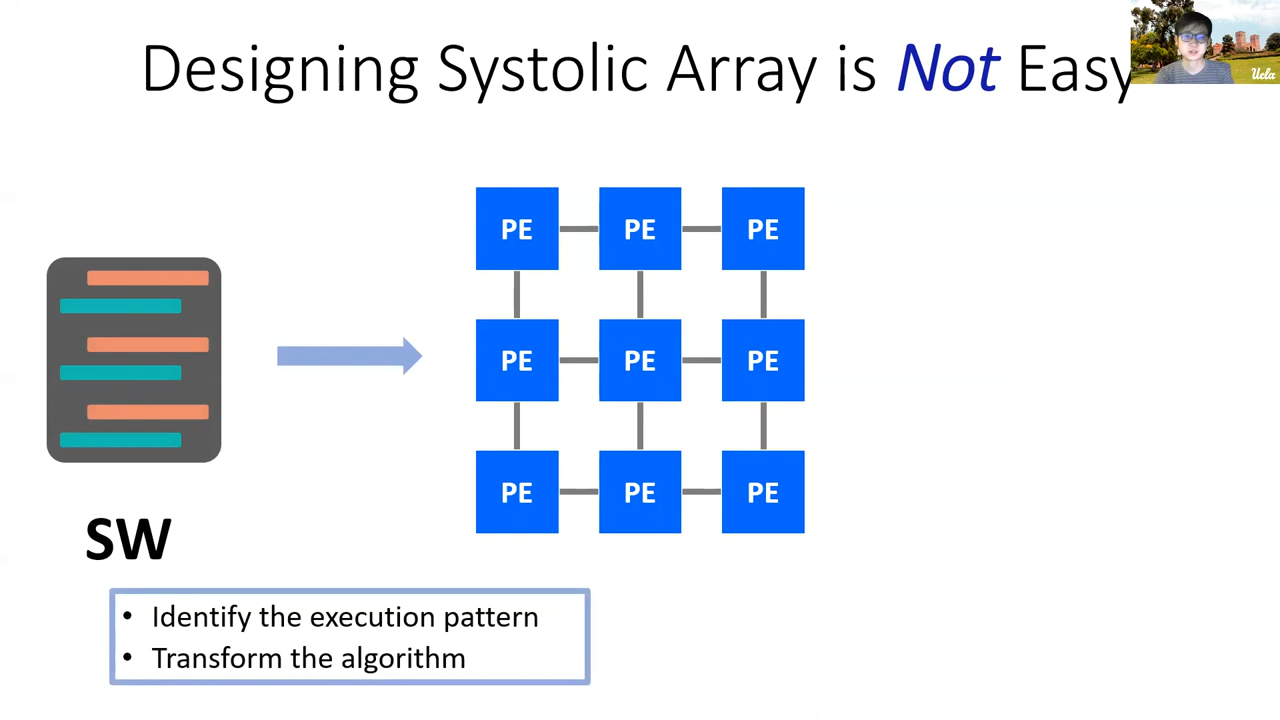 Designing Systolic Array is Not Easy
Ucla
PE PE PE
PE PE PE
PE PE PE
SW
• Identify the execution pattern
• Transform the algorithm